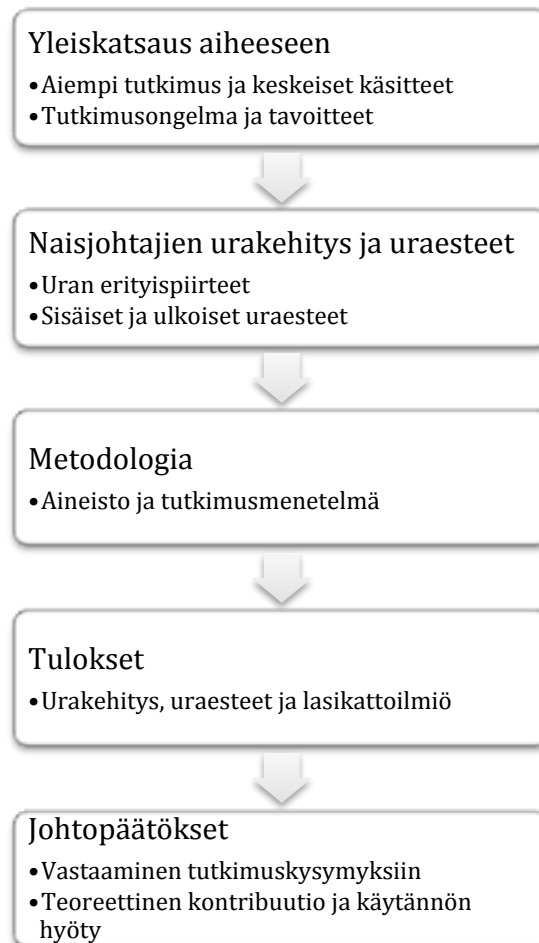 Yleiskatsaus aiheeseen
•Aiempi tutkimus ja keskeiset käsitteet
•Tutkimusongelma ja tavoitteet
Naisjohtajien urakehitys ja uraesteet
•Uran erityispiirteet
•Sisäiset ja ulkoiset uraesteet
Metodologia
•Aineisto ja tutkimusmenetelmä
Tulokset
•Urakehitys, uraesteet ja lasikattoilmiö
Johtopäätökset
•Vastaaminen tutkimuskysymyksiin
•Teoreettinen kontribuutio ja käytännön
hyöty